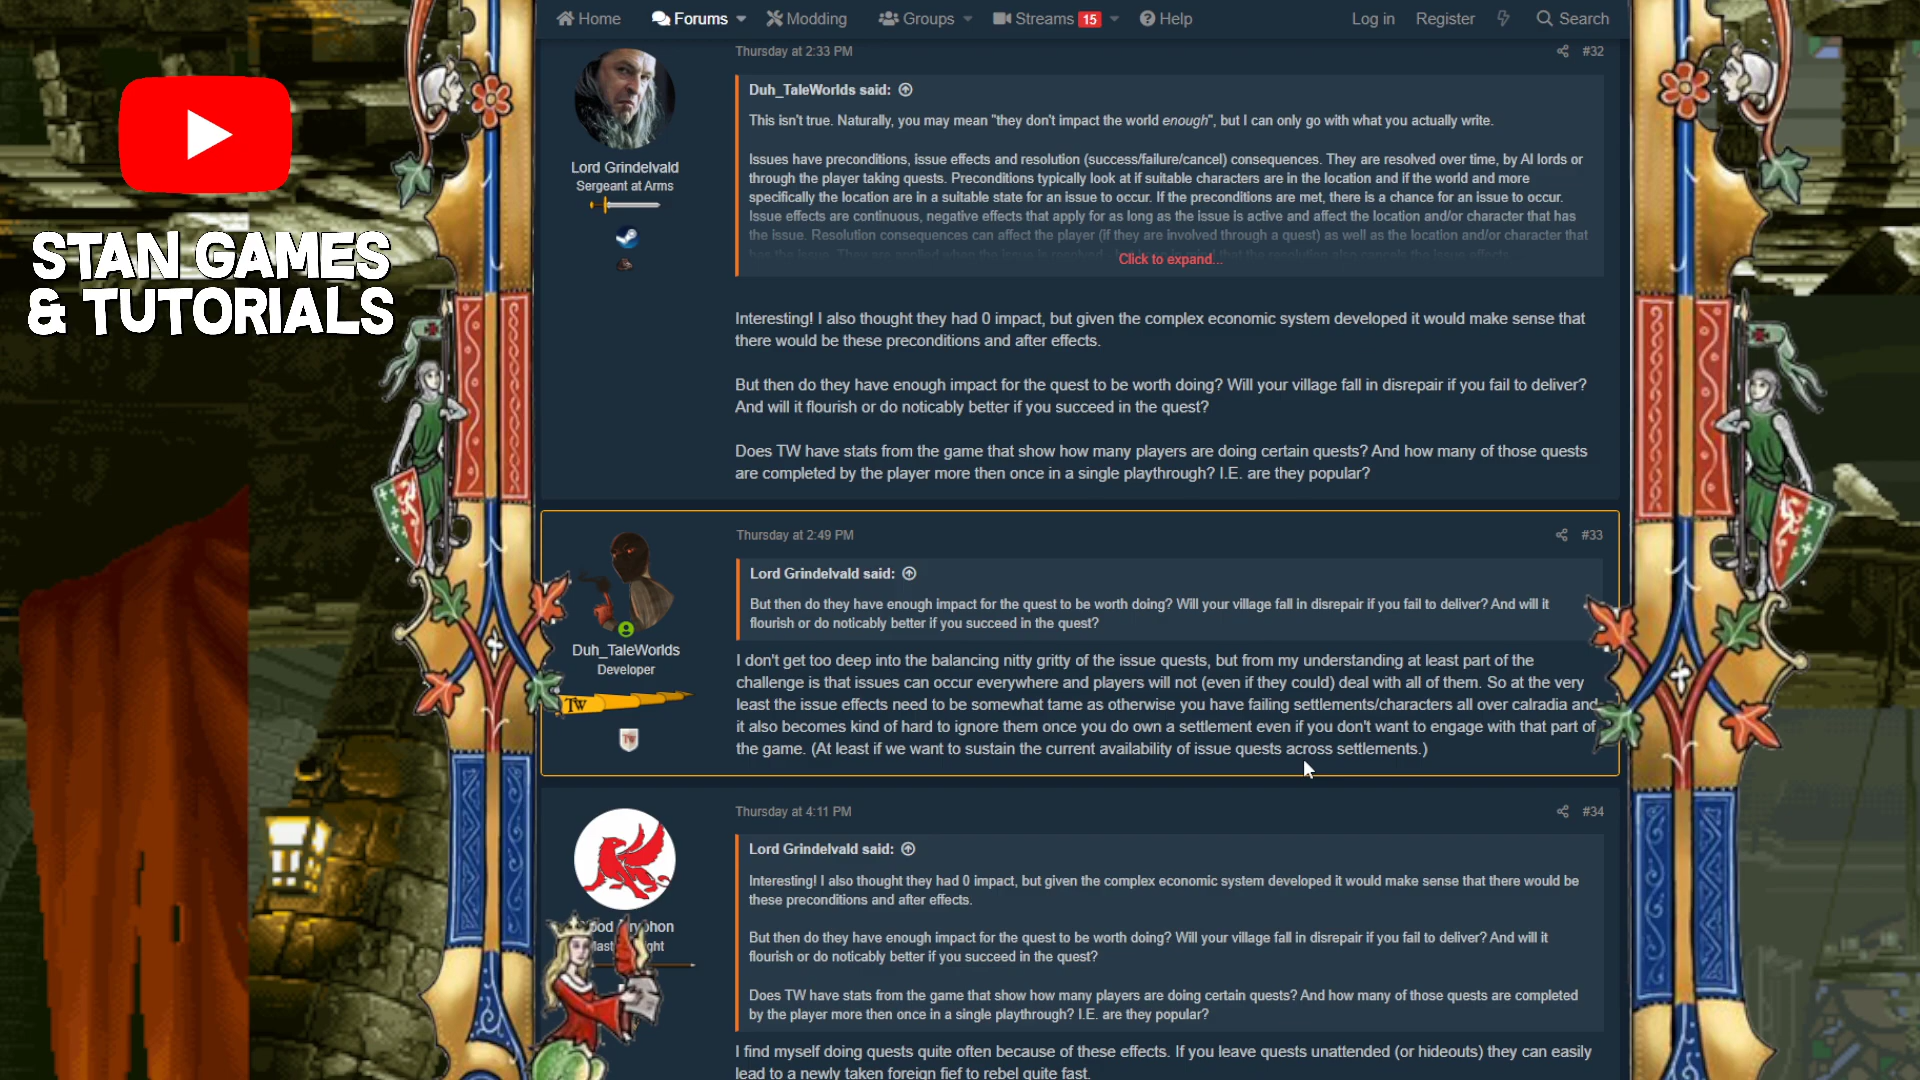 Home
Forums
Modding
Groups
Streams 15
Help
Log in
Register
Search
STAN GAMES
& TUTORIALS
Thursday at 2:33 PM
#32
Lord Grindelvald
Sergeant at Arms
Duh_TaleWorlds said:
This isn't true. Naturally, you may mean "they don't impact the world enough", but I can only go with what you actually write.
Issues have preconditions, issue effects and resolution (success/failure/cancel) consequences. They are resolved over time, by AI lords or
through the player taking quests. Preconditions typically look at if suitable characters are in the location and if the world and more
specifically the location are in a suitable state for an issue to occur. If the preconditions are met, there is a chance for an issue to occur.
Issue effects are continuous, negative effects that apply for as long as the issue is active and affect the location and/or character that has
the issue. Resolution consequences can affect the player (if they are involved through a quest) as well as the location and/or character that
has the issue. They are applied when the issue is resolved that the resolution also cancels the issue effects
Click to expand...
Interesting! I also thought they had 0 impact, but given the complex economic system developed it would make sense that
there would be these preconditions and after effects.
But then do they have enough impact for the quest to be worth doing? Will your village fall in disrepair if you fail to deliver?
And will it flourish or do noticably better if you succeed in the quest?
Does TW have stats from the game that show how many players are doing certain quests? And how many of those quests
are completed by the player more then once in a single playthrough? I.E. are they popular?
Thursday at 2:49 PM
#33
Duh_TaleWorlds
Developer
TW
TW
Lord Grindelvald said:
But then do they have enough impact for the quest to be worth doing? Will your village fall in disrepair if you fail to deliver? And will it
flourish or do noticably better if you succeed in the quest?
I don't get too deep into the balancing nitty gritty of the issue quests, but from my understanding at least part of the
challenge is that issues can occur everywhere and players will not (even if they could) deal with all of them. So at the very
least the issue effects need to be somewhat tame as otherwise you have failing settlements/characters all over calradia and
it also becomes kind of hard to ignore them once you do own a settlement even if you don't want to engage with that part of
the game. (At least if we want to sustain the current availability of issue quests across settlements.)
Thursday at 4:11 PM
#34
Lord Grindelvald said:
Interesting! I also thought they had 0 impact, but given the complex economic system developed it would make sense that there would be
these preconditions and after effects.
But then do they have enough impact for the quest to be worth doing? Will your village fall in disrepair if you fail to deliver? And will it
flourish or do noticably better if you succeed in the quest?
Does TW have stats from the game that show how many players are doing certain quests? And how many of those quests are completed
by the player more then once in a single playthrough? I.E. are they popular?
I find myself doing quests quite often because of these effects. If you leave quests unattended (or hideouts) they can easily
lead to a newly taken foreign fief to rebel quite fast.